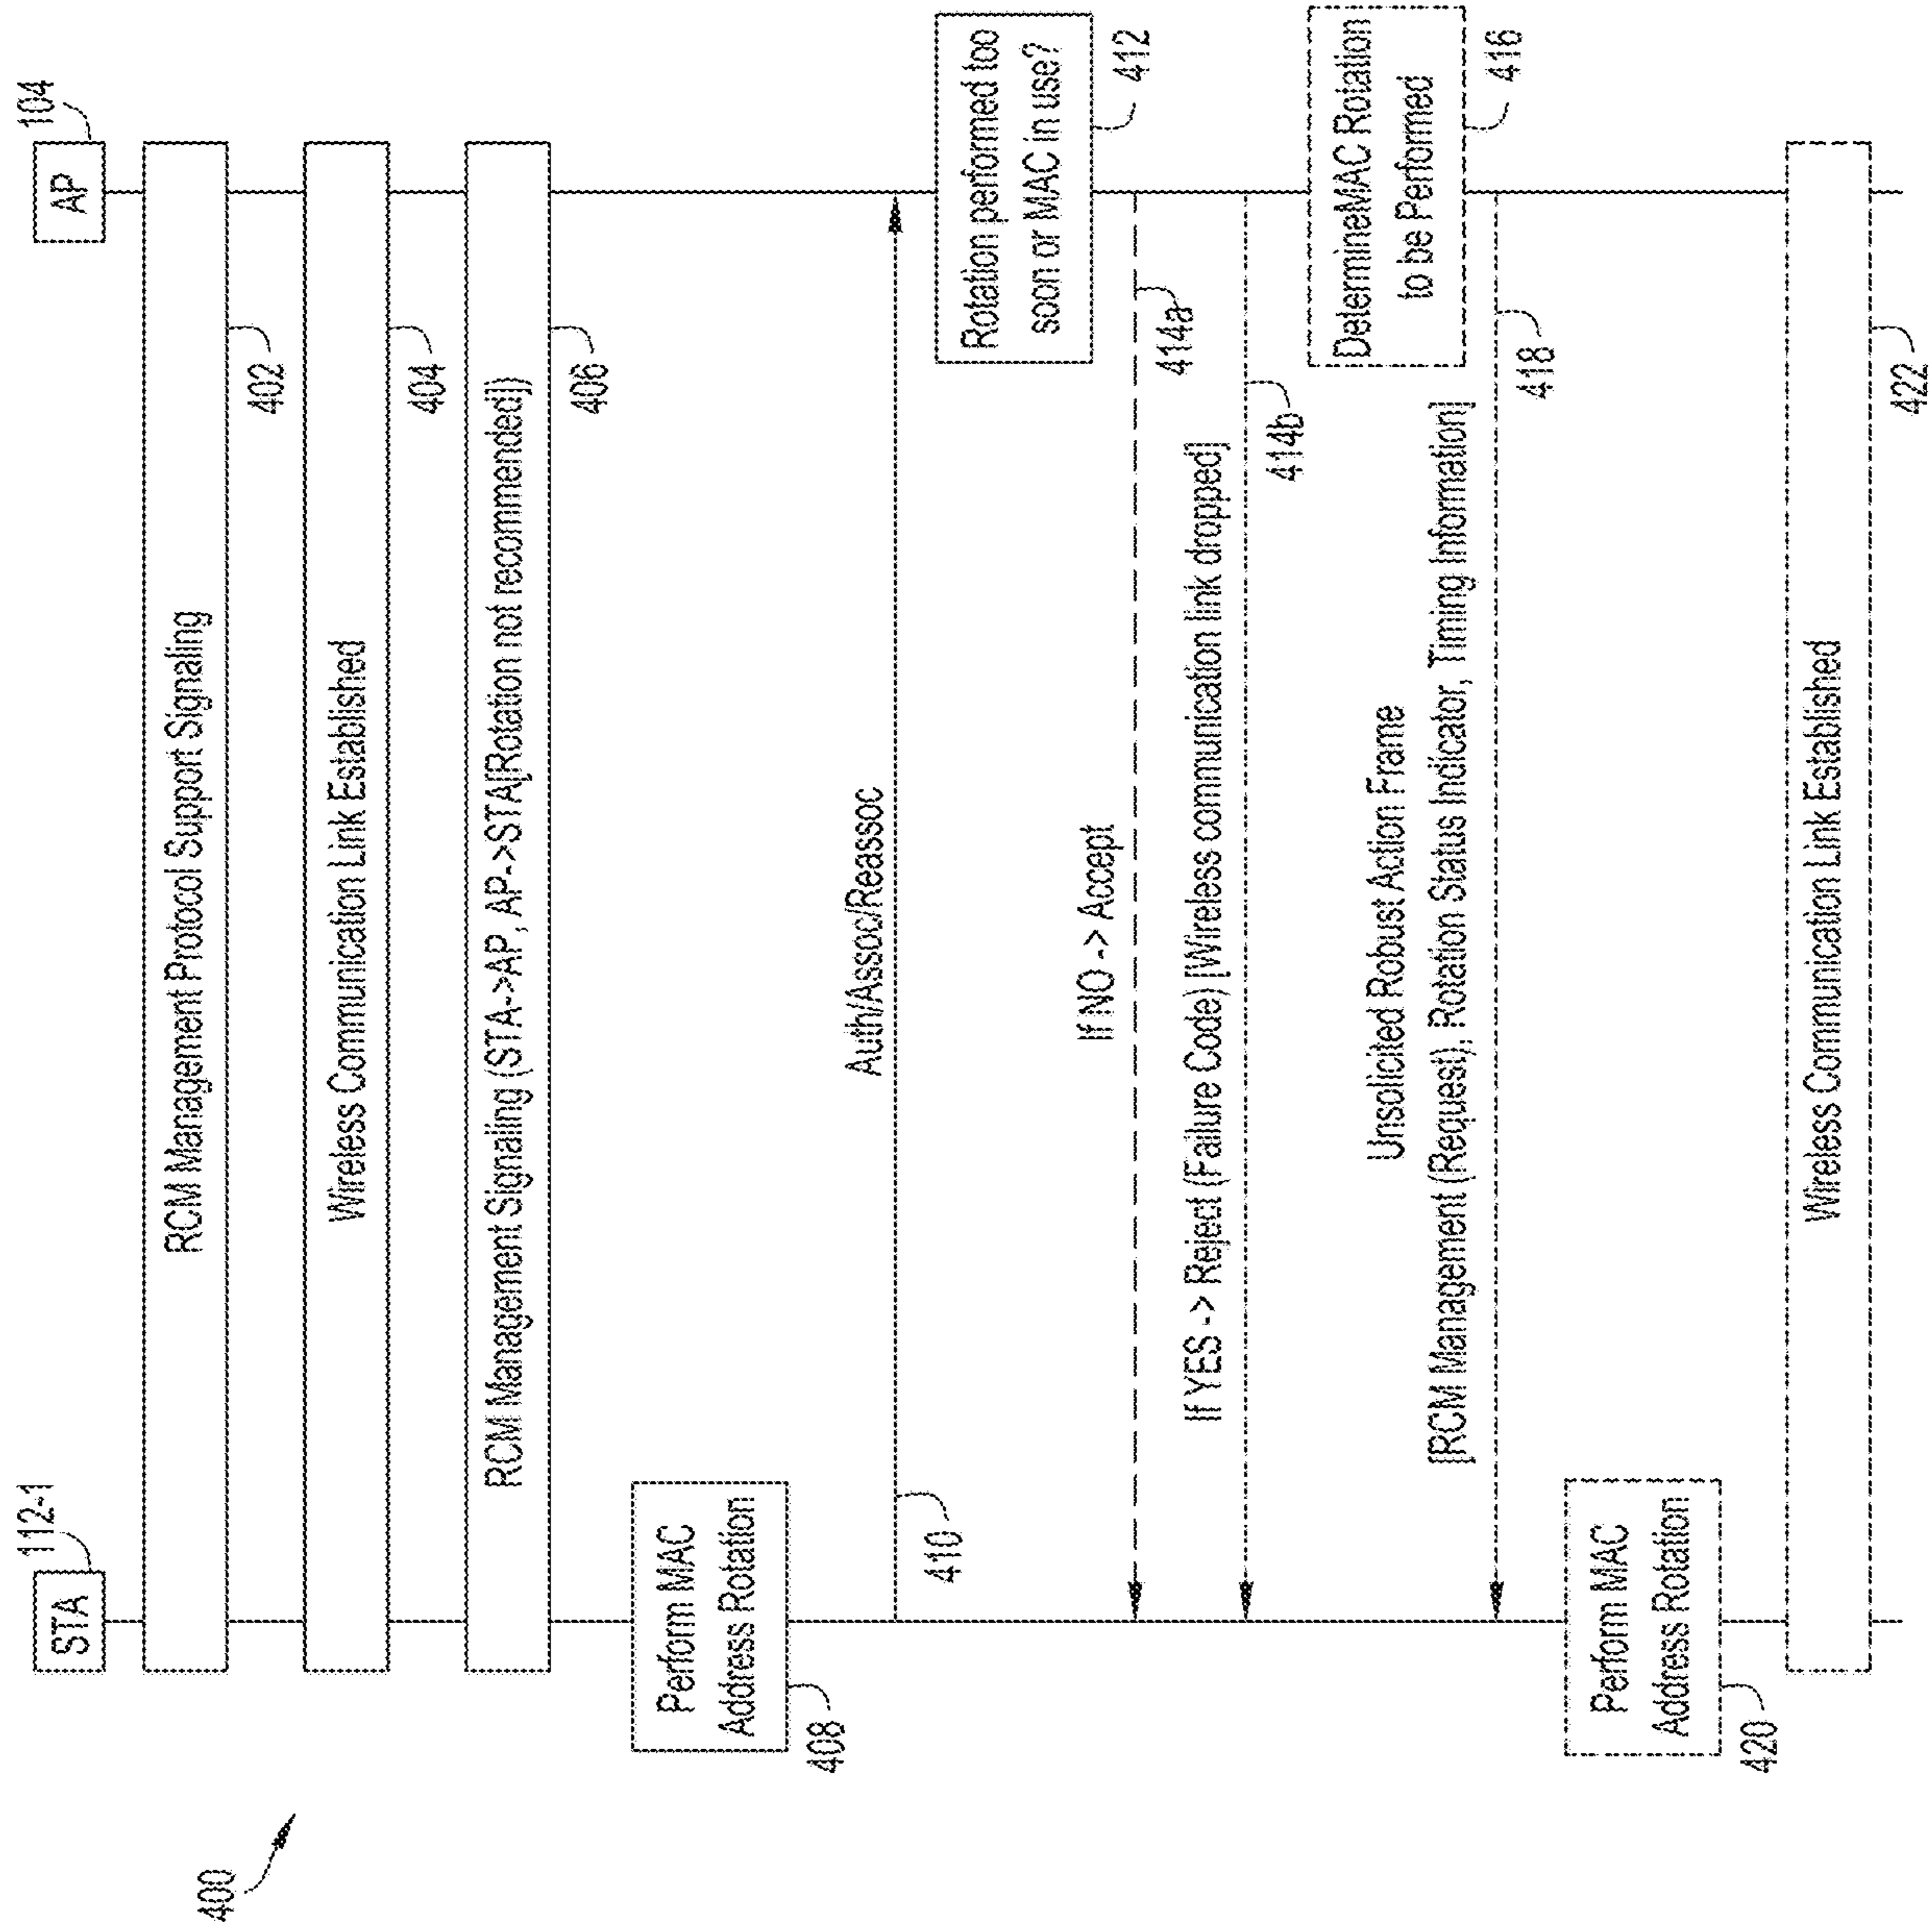 400
STA
112-1
AP
104
RCM Management Protocol Support Signaling
402
Wireless Communication Link Established
404
RCM Management Signaling (STA->AP, AP->STA[Rotation not recommended])
406
Perform MAC
Address Rotation
408
Auth/Assoc/Reassoc
410
Rotation performed too
soon or MAC in use?
412
If NO -> Accept
414a
If YES -> Reject (Failure Code) [Wireless communication link dropped]
414b
DetermineMAC Rotation
to be Performed
416
Unsolicited Robust Action Frame
[RCM Management (Request), Rotation Status Indicator, Timing Information]
418
Perform MAC
Address Rotation
420
Wireless Communication Link Established
422